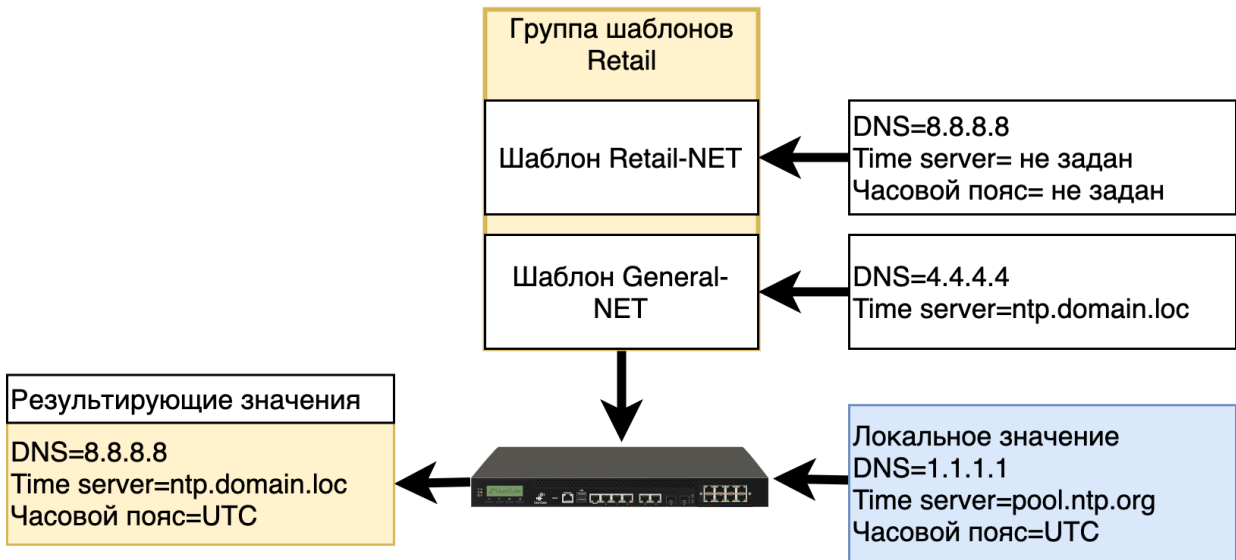 Группа шаблонов
Retail
Шаблон Retail-NET
DNS=8.8.8.8
Time server= не задан
Часовой пояс= не задан
Шаблон General-
NET
DNS=4.4.4.4
Time server=ntp.domain.loc
Результирующие значения
DNS=8.8.8.8
Time server=ntp.domain.loc
Часовой пояс=UTC
Локальное значение
DNS=1.1.1.1
Time server=pool.ntp.org
Часовой пояс=UTC